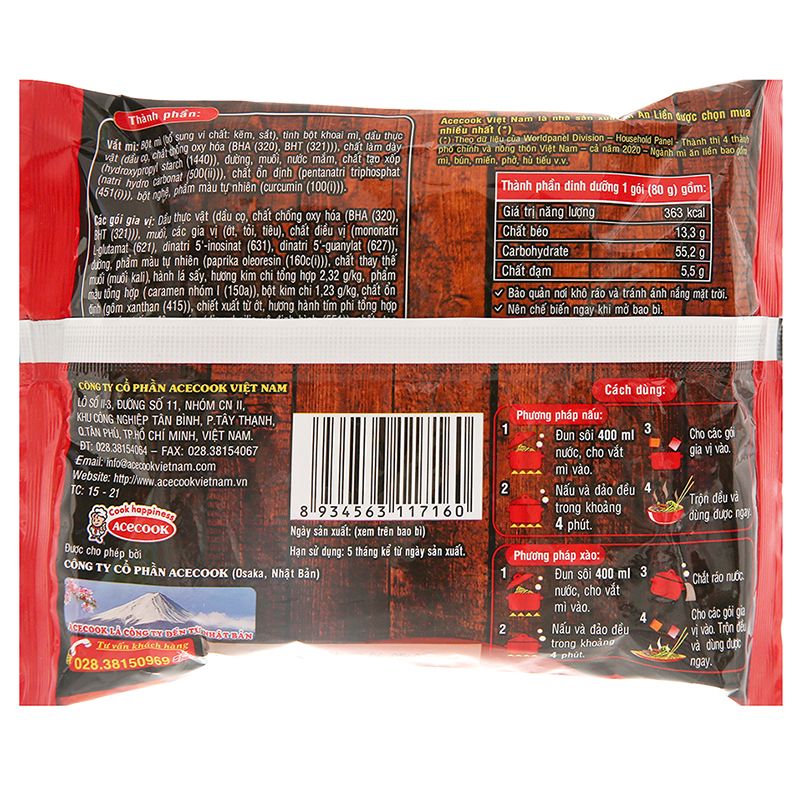 Thành phần:
Vắt mì: Bột mì (bổ sung vi chất: kẽm, sắt), tinh bột khoai mì, dầu thực
vật (dầu cọ, chất chống oxy hóa (BHA (320), BHT (321))), muối, chất làm dày
(hydroxypropyl starch (1440)), đường, muối, nước mắm, chất tạo xốp
(natri hydro carbonat (500(ii))), chất ổn định (pentanatri triphosphat
(451(i))), bột nghệ, phẩm màu tự nhiên (curcumin (100(i))).
Các gói gia vị: Dầu thực vật (dầu cọ, chất chống oxy hóa (BHA (320),
BHT (321))), muối, các gia vị (ớt, tỏi, tiêu), chất điều vị (mononatri
L-glutamat (621), dinatri 5'-inosinat (631), dinatri 5'-guanylat (627)),
đường, phẩm màu tự nhiên (paprika oleoresin (160c(i))), chất thay thế
muối (muối kali), hành lá sấy, hương kim chi tổng hợp 2,32 g/kg, phẩm
màu tổng hợp (caramen nhóm I (150a)), bột kim chi 1,23 g/kg, chất ổn
định (gôm xanthan (415)), chiết xuất từ ớt, hương hành tím phi tổng hợp
Acecook Việt Nam là nhà sản xuất Mì Ăn Liền được chọn mua
nhiều nhất (*)
(*) Theo dữ liệu của Worldpanel Division – Household Panel - Thành thị 4 thành
phố chính và nông thôn Việt Nam – cả năm 2020 – Ngành mì ăn liền bao gồm
mì, bún, miến, phở, hủ tiếu v.v.
Thành phần dinh dưỡng 1 gói (80 g) gồm:
Giá trị năng lượng 363 kcal
Chất béo 13,3 g
Carbohydrate 55,2 g
Chất đạm 5,5 g
✓ Bảo quản nơi khô ráo và tránh ánh nắng mặt trời.
✓ Nên chế biến ngay khi mở bao bì.
CÔNG TY CỔ PHẦN ACECOOK VIỆT NAM
LÔ SỐ II-3, ĐƯỜNG SỐ 11, NHÓM CN II,
KHU CÔNG NGHIỆP TÂN BÌNH, P.TÂY THẠNH,
Q.TÂN PHÚ, TP.HỒ CHÍ MINH, VIỆT NAM.
ĐT: 028.38154064 – FAX: 028.38154067
Email: info@acecookvietnam.com
Website: http://www.acecookvietnam.vn
TC: 15 - 21
Cook happiness
ACECOOK
Được cho phép bởi
CÔNG TY CỔ PHẦN ACECOOK (Osaka, Nhật Bản)
ACECOOK LÀ CÔNG TY ĐẾN TỪ NHẬT BẢN
Tư vấn khách hàng
028.38150969
8 934563 117160
Ngày sản xuất: (xem trên bao bì)
Hạn sử dụng: 5 tháng kể từ ngày sản xuất.
Cách dùng:
Phương pháp nấu:
1 Đun sôi 400 ml
nước, cho vắt
mì vào.
2 Nấu và đảo đều
trong khoảng
4 phút.
3 Cho các gói
gia vị vào.
4 Trộn đều và
dùng được ngay.
Phương pháp xào:
1 Đun sôi 400 ml
nước, cho vắt
mì vào.
2 Nấu và đảo đều
trong khoảng
4 phút.
3 Chắt ráo nước.
4 Cho các gói gia
vị vào. Trộn đều
và dùng được
ngay.